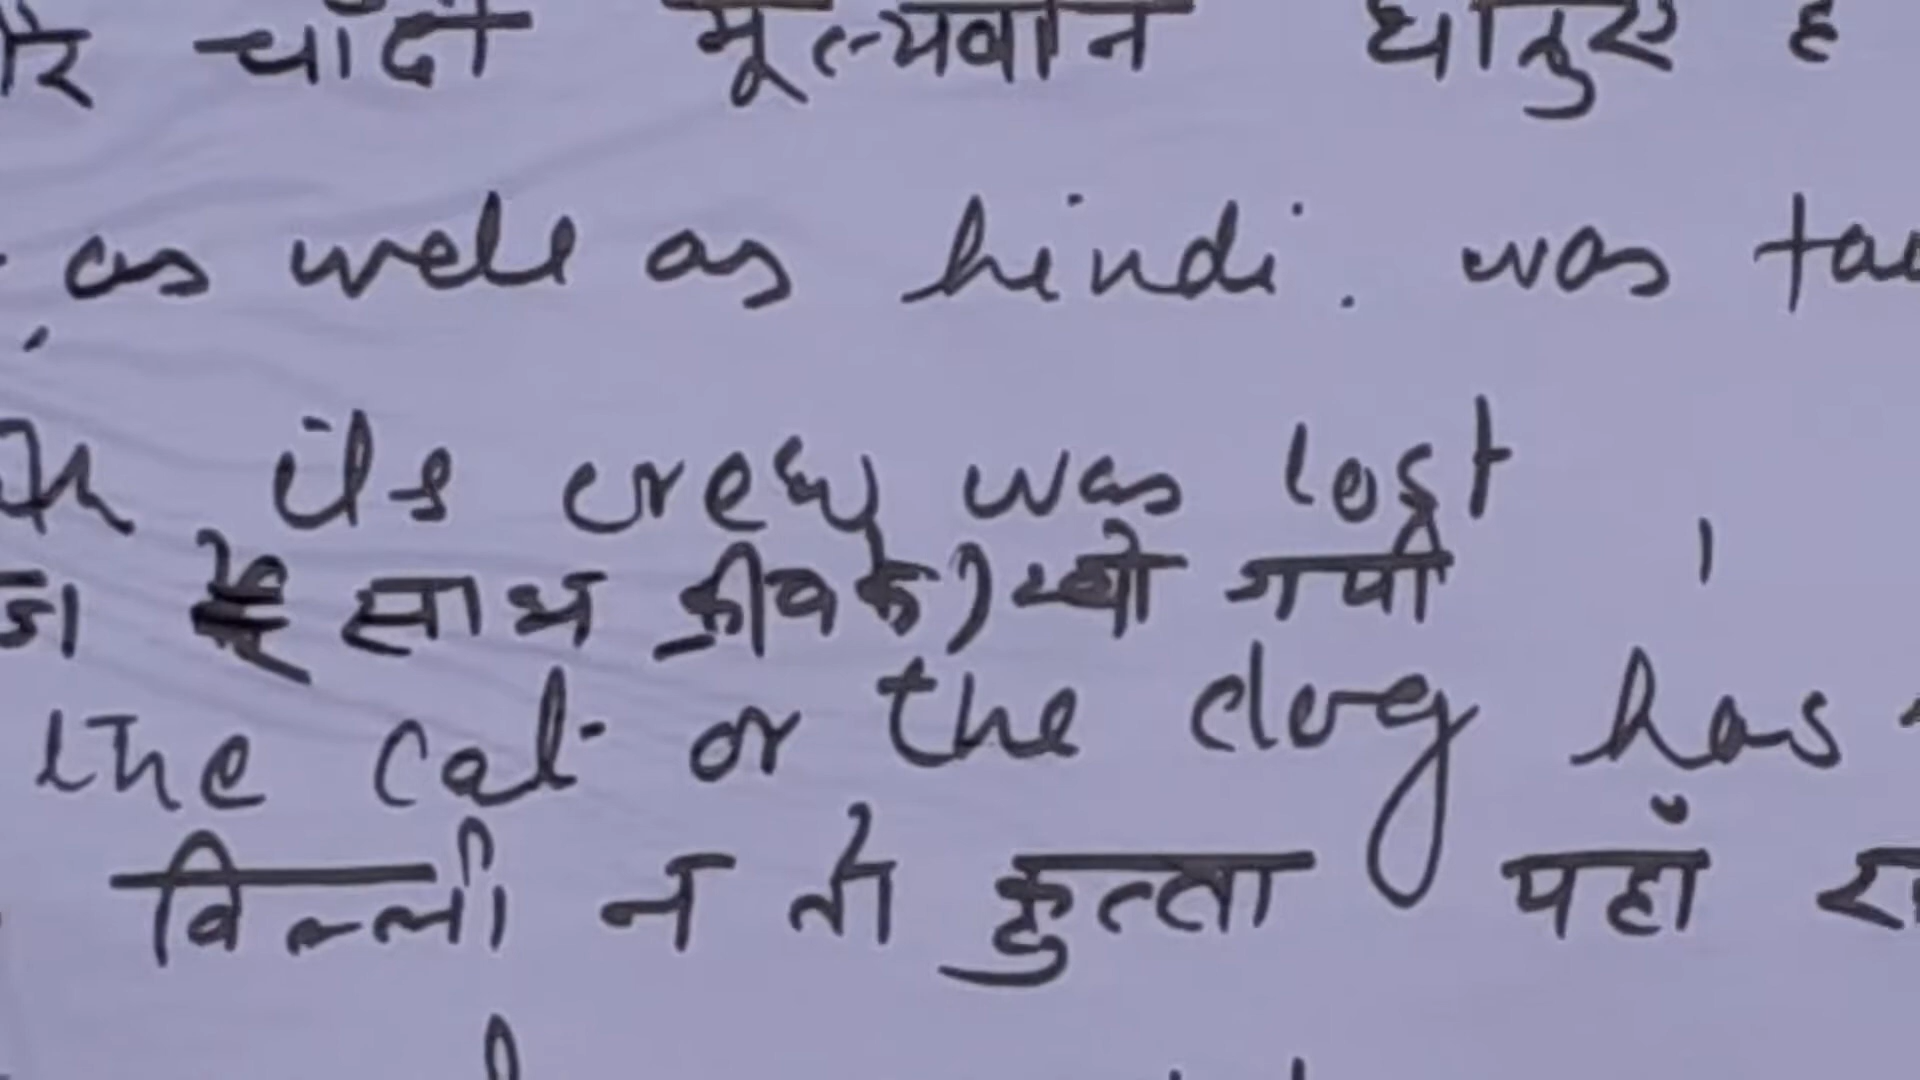 चांदी मूल्यवान धातुए है
as well as hindi. was
its crew was lost
साथ क्रीव के) खो गयी ।
the cat or the dog has
बिल्ली न तो कुत्ता यहाँ